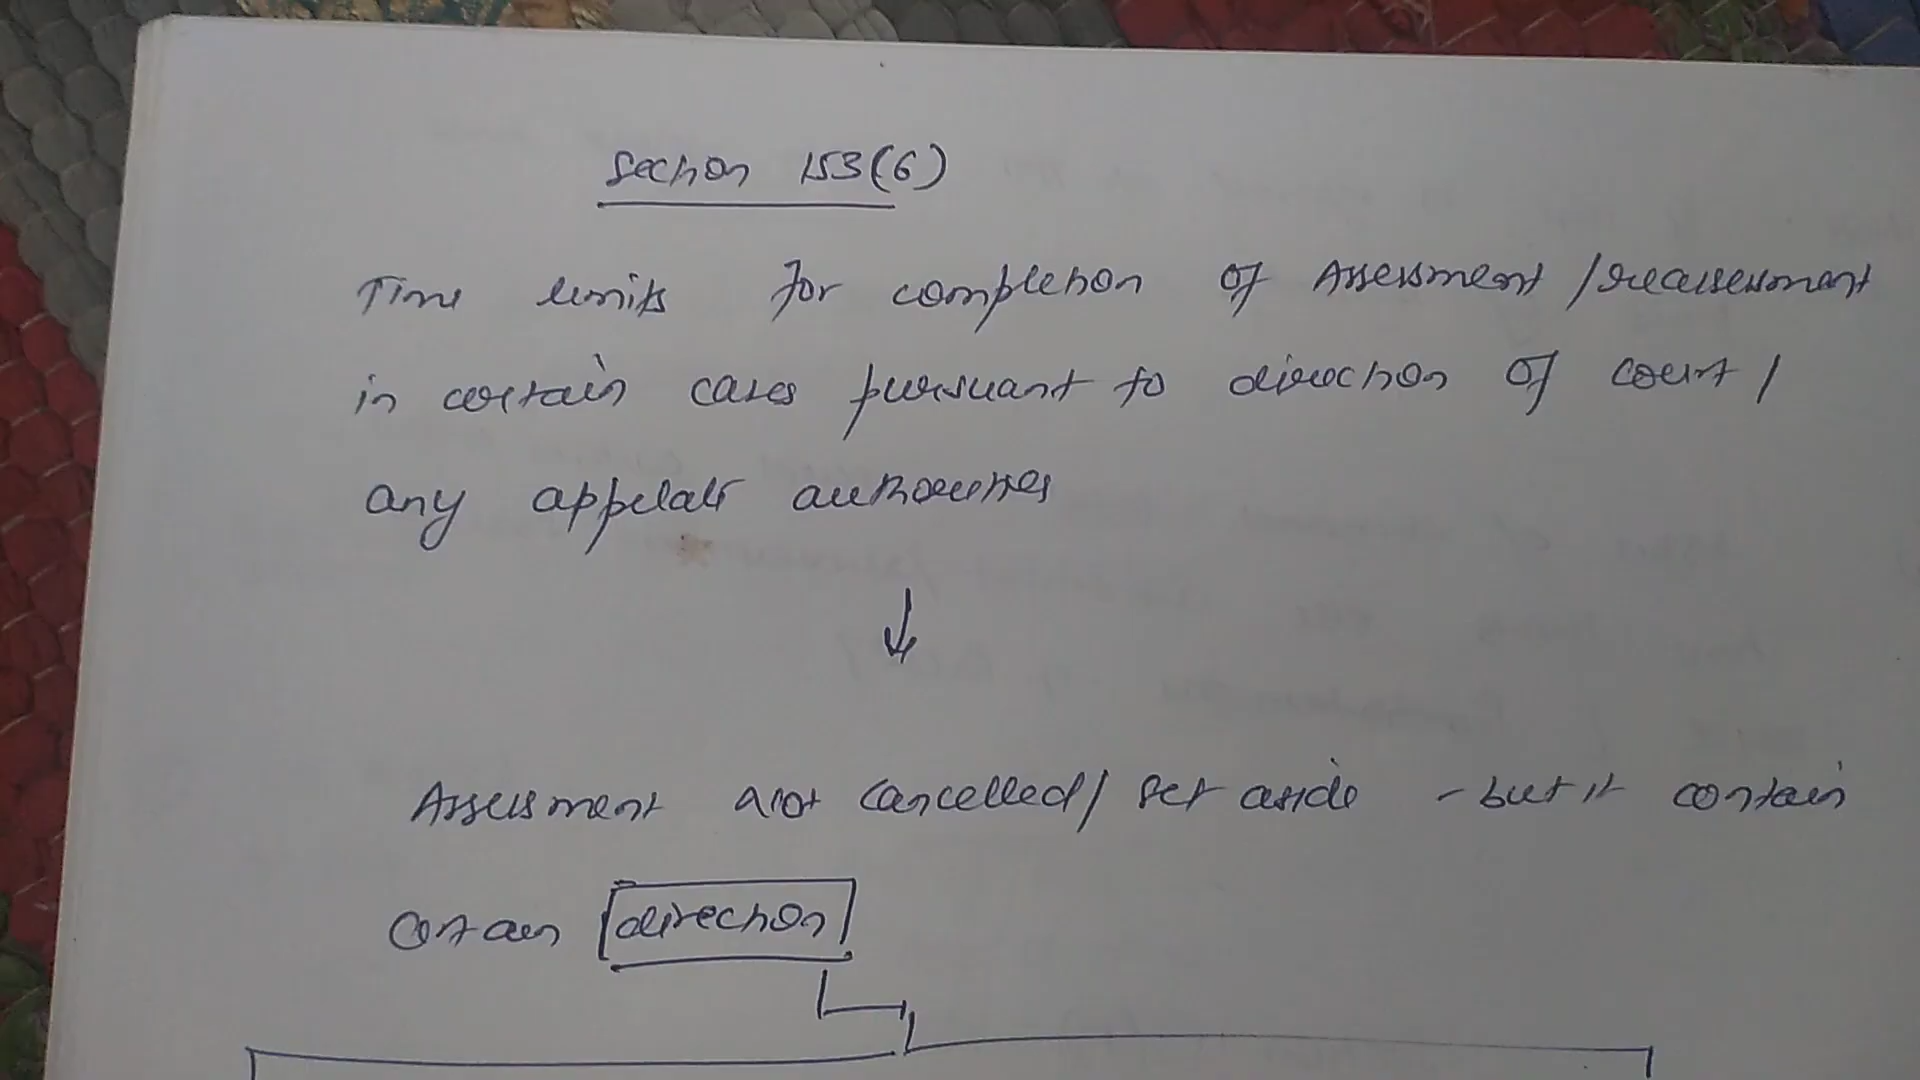 Section 153(6)
Time limits for completion of Assessment / reassessment
in certain cases pursuant to direction of court /
any appelate authorities
Assessment not cancelled / set aside - but it contain
certain direction